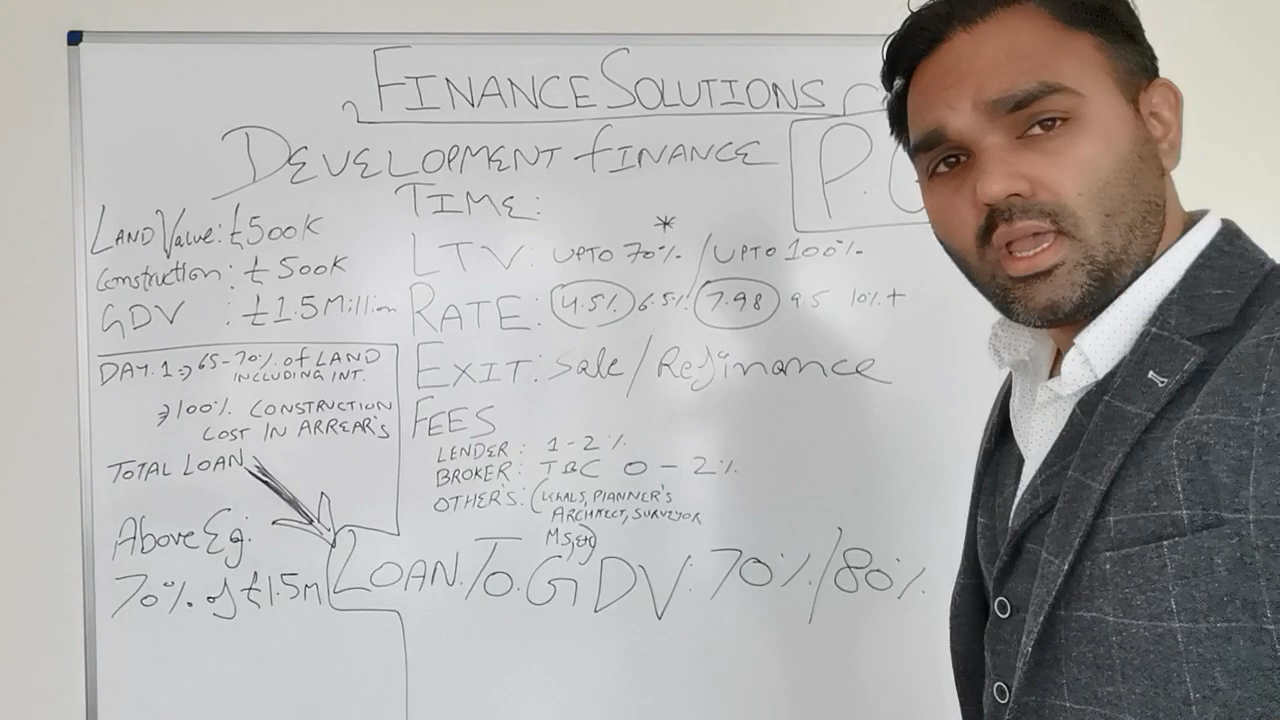 FINANCE SOLUTIONS
DEVELOPMENT FINANCE
P.
LAND Value: £500K
Construction: £500K
GDV : £1.5Million
DAY.1 => 65-70% of LAND
INCLUDING INT.
=> 100% CONSTRUCTION
COST IN ARREAR'S
TOTAL LOAN
Above Eg:
70% of £1.5M
TIME:
LTV: UPTO 70%* / UPTO 100%
RATE: 4.5% 6.5% / 7.98 9.5 10%+
EXIT: Sale/Refinance
FEES
LENDER: 1-2%
BROKER: TBC 0-2%
OTHER'S: (LEGALS, PLANNER'S
ARCHITECT, SURVEYOR
MS, etc)
LOAN.TO.GDV: 70%/80%